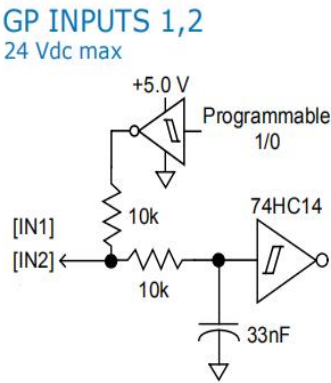 GP INPUTS 1,2
24 Vdc max
+5.0 V
Programmable
1/0
10k
[IN1]
[IN2]
74HC14
10k
33nF